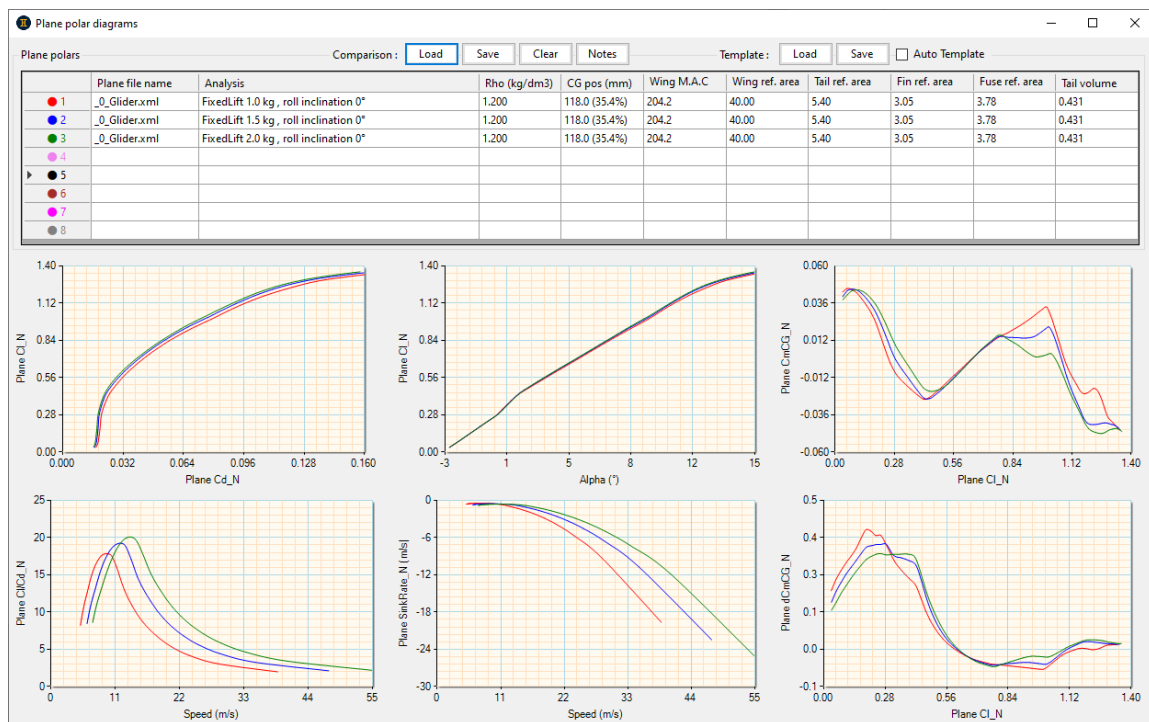 Plane polar diagrams
Plane polars Comparison : Load Save Clear Notes Template : Load Save Auto Template
Plane file name Analysis Rho (kg/dm3) CG pos (mm) Wing M.A.C Wing ref. area Tail ref. area Fin ref. area Fuse ref. area Tail volume
1 _0_Glider.xml FixedLift 1.0 kg , roll inclination 0° 1.200 118.0 (35.4%) 204.2 40.00 5.40 3.05 3.78 0.431
2 _0_Glider.xml FixedLift 1.5 kg , roll inclination 0° 1.200 118.0 (35.4%) 204.2 40.00 5.40 3.05 3.78 0.431
3 _0_Glider.xml FixedLift 2.0 kg , roll inclination 0° 1.200 118.0 (35.4%) 204.2 40.00 5.40 3.05 3.78 0.431
4
5
6
7
8
Plane Cl_N
1.40
1.12
0.84
0.56
0.28
0.00
0.000 0.032 0.064 0.096 0.128 0.160
Plane Cd_N
Plane Cl_N
1.40
1.12
0.84
0.56
0.28
0.00
-3 1 5 8 12 15
Alpha (°)
Plane CmCG_N
0.060
0.036
0.012
-0.012
-0.036
-0.060
0.00 0.28 0.56 0.84 1.12 1.40
Plane Cl_N
Plane Cl/Cd_N
25
20
15
10
5
0
0 11 22 33 44 55
Speed (m/s)
Plane SinkRate_N (m/s)
0
-6
-12
-18
-24
-30
0 11 22 33 44 55
Speed (m/s)
Plane dCmCG_N
0.5
0.4
0.3
0.1
0.0
-0.1
0.00 0.28 0.56 0.84 1.12 1.40
Plane Cl_N